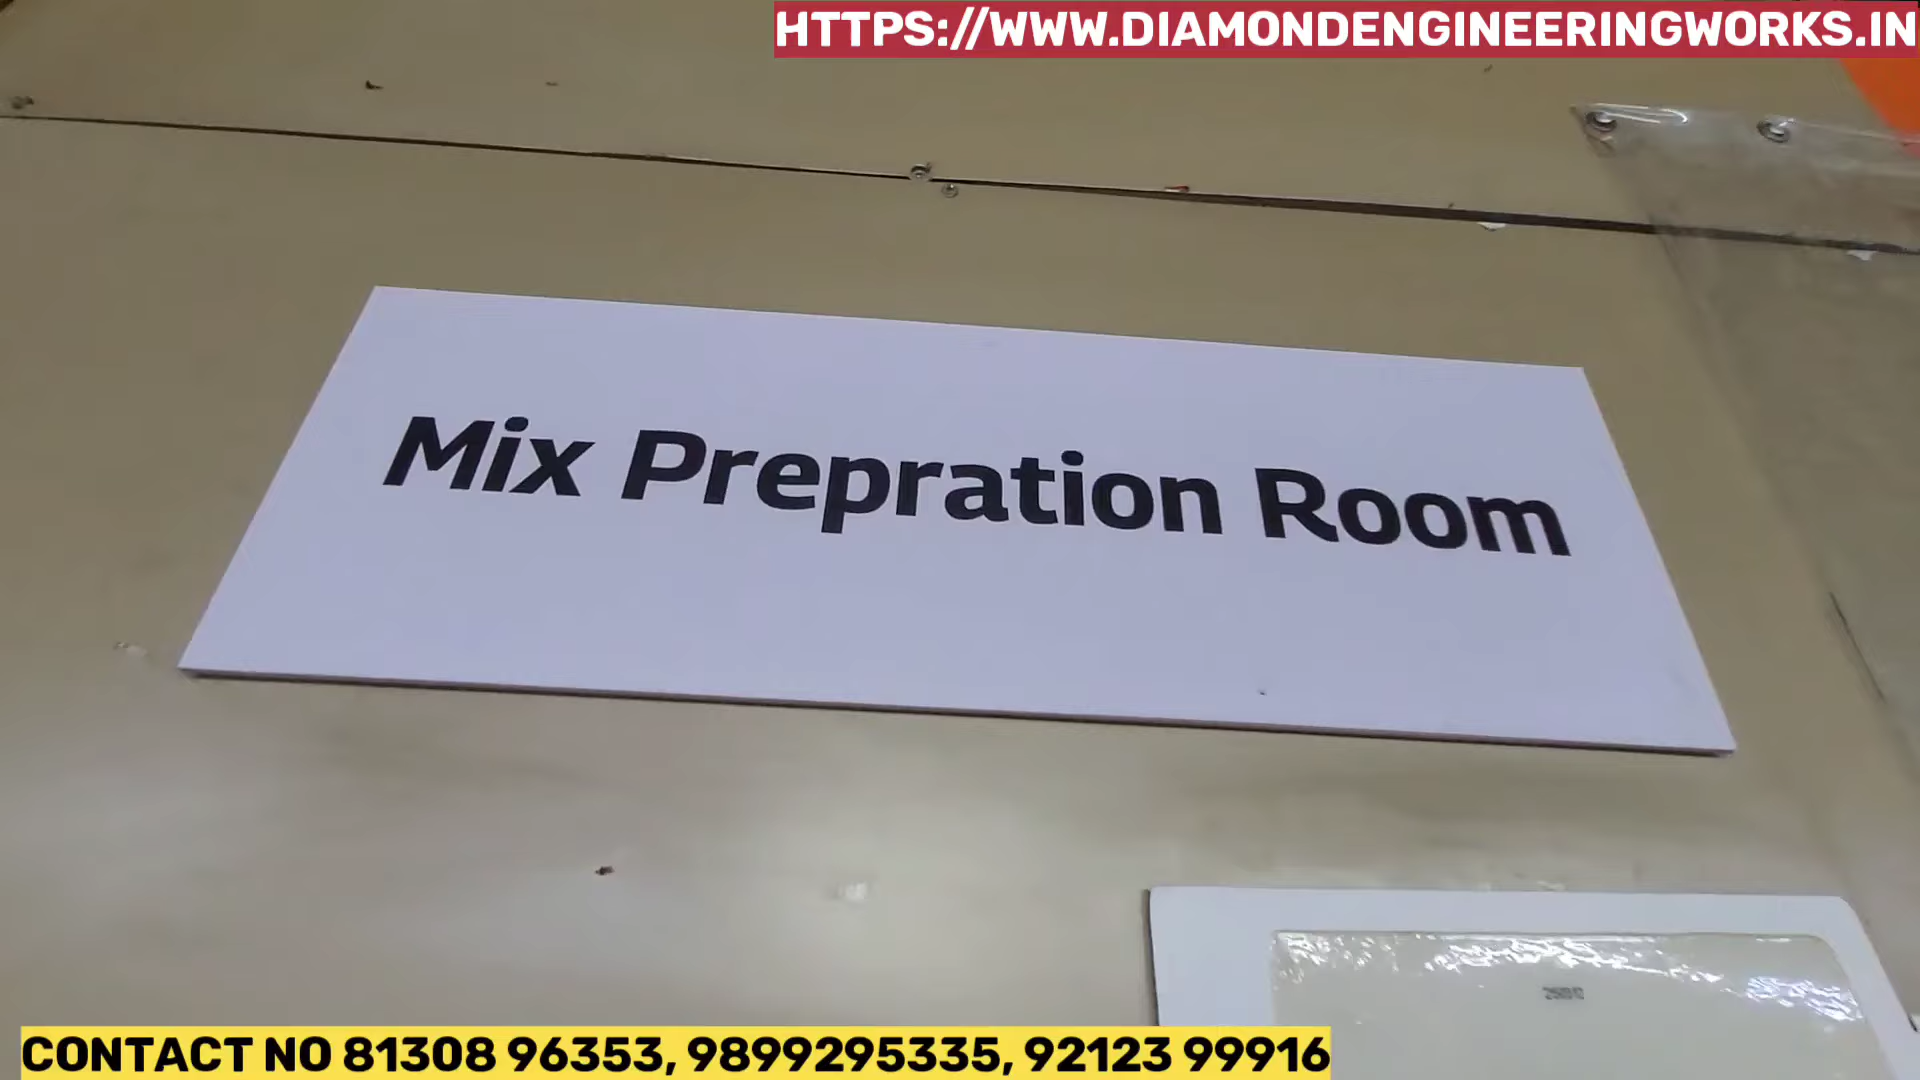 HTTPS://WWW.DIAMONDENGINEERINGWORKS.IN
Mix Prepration Room
CONTACT NO 81308 96353, 9899295335, 92123 99916